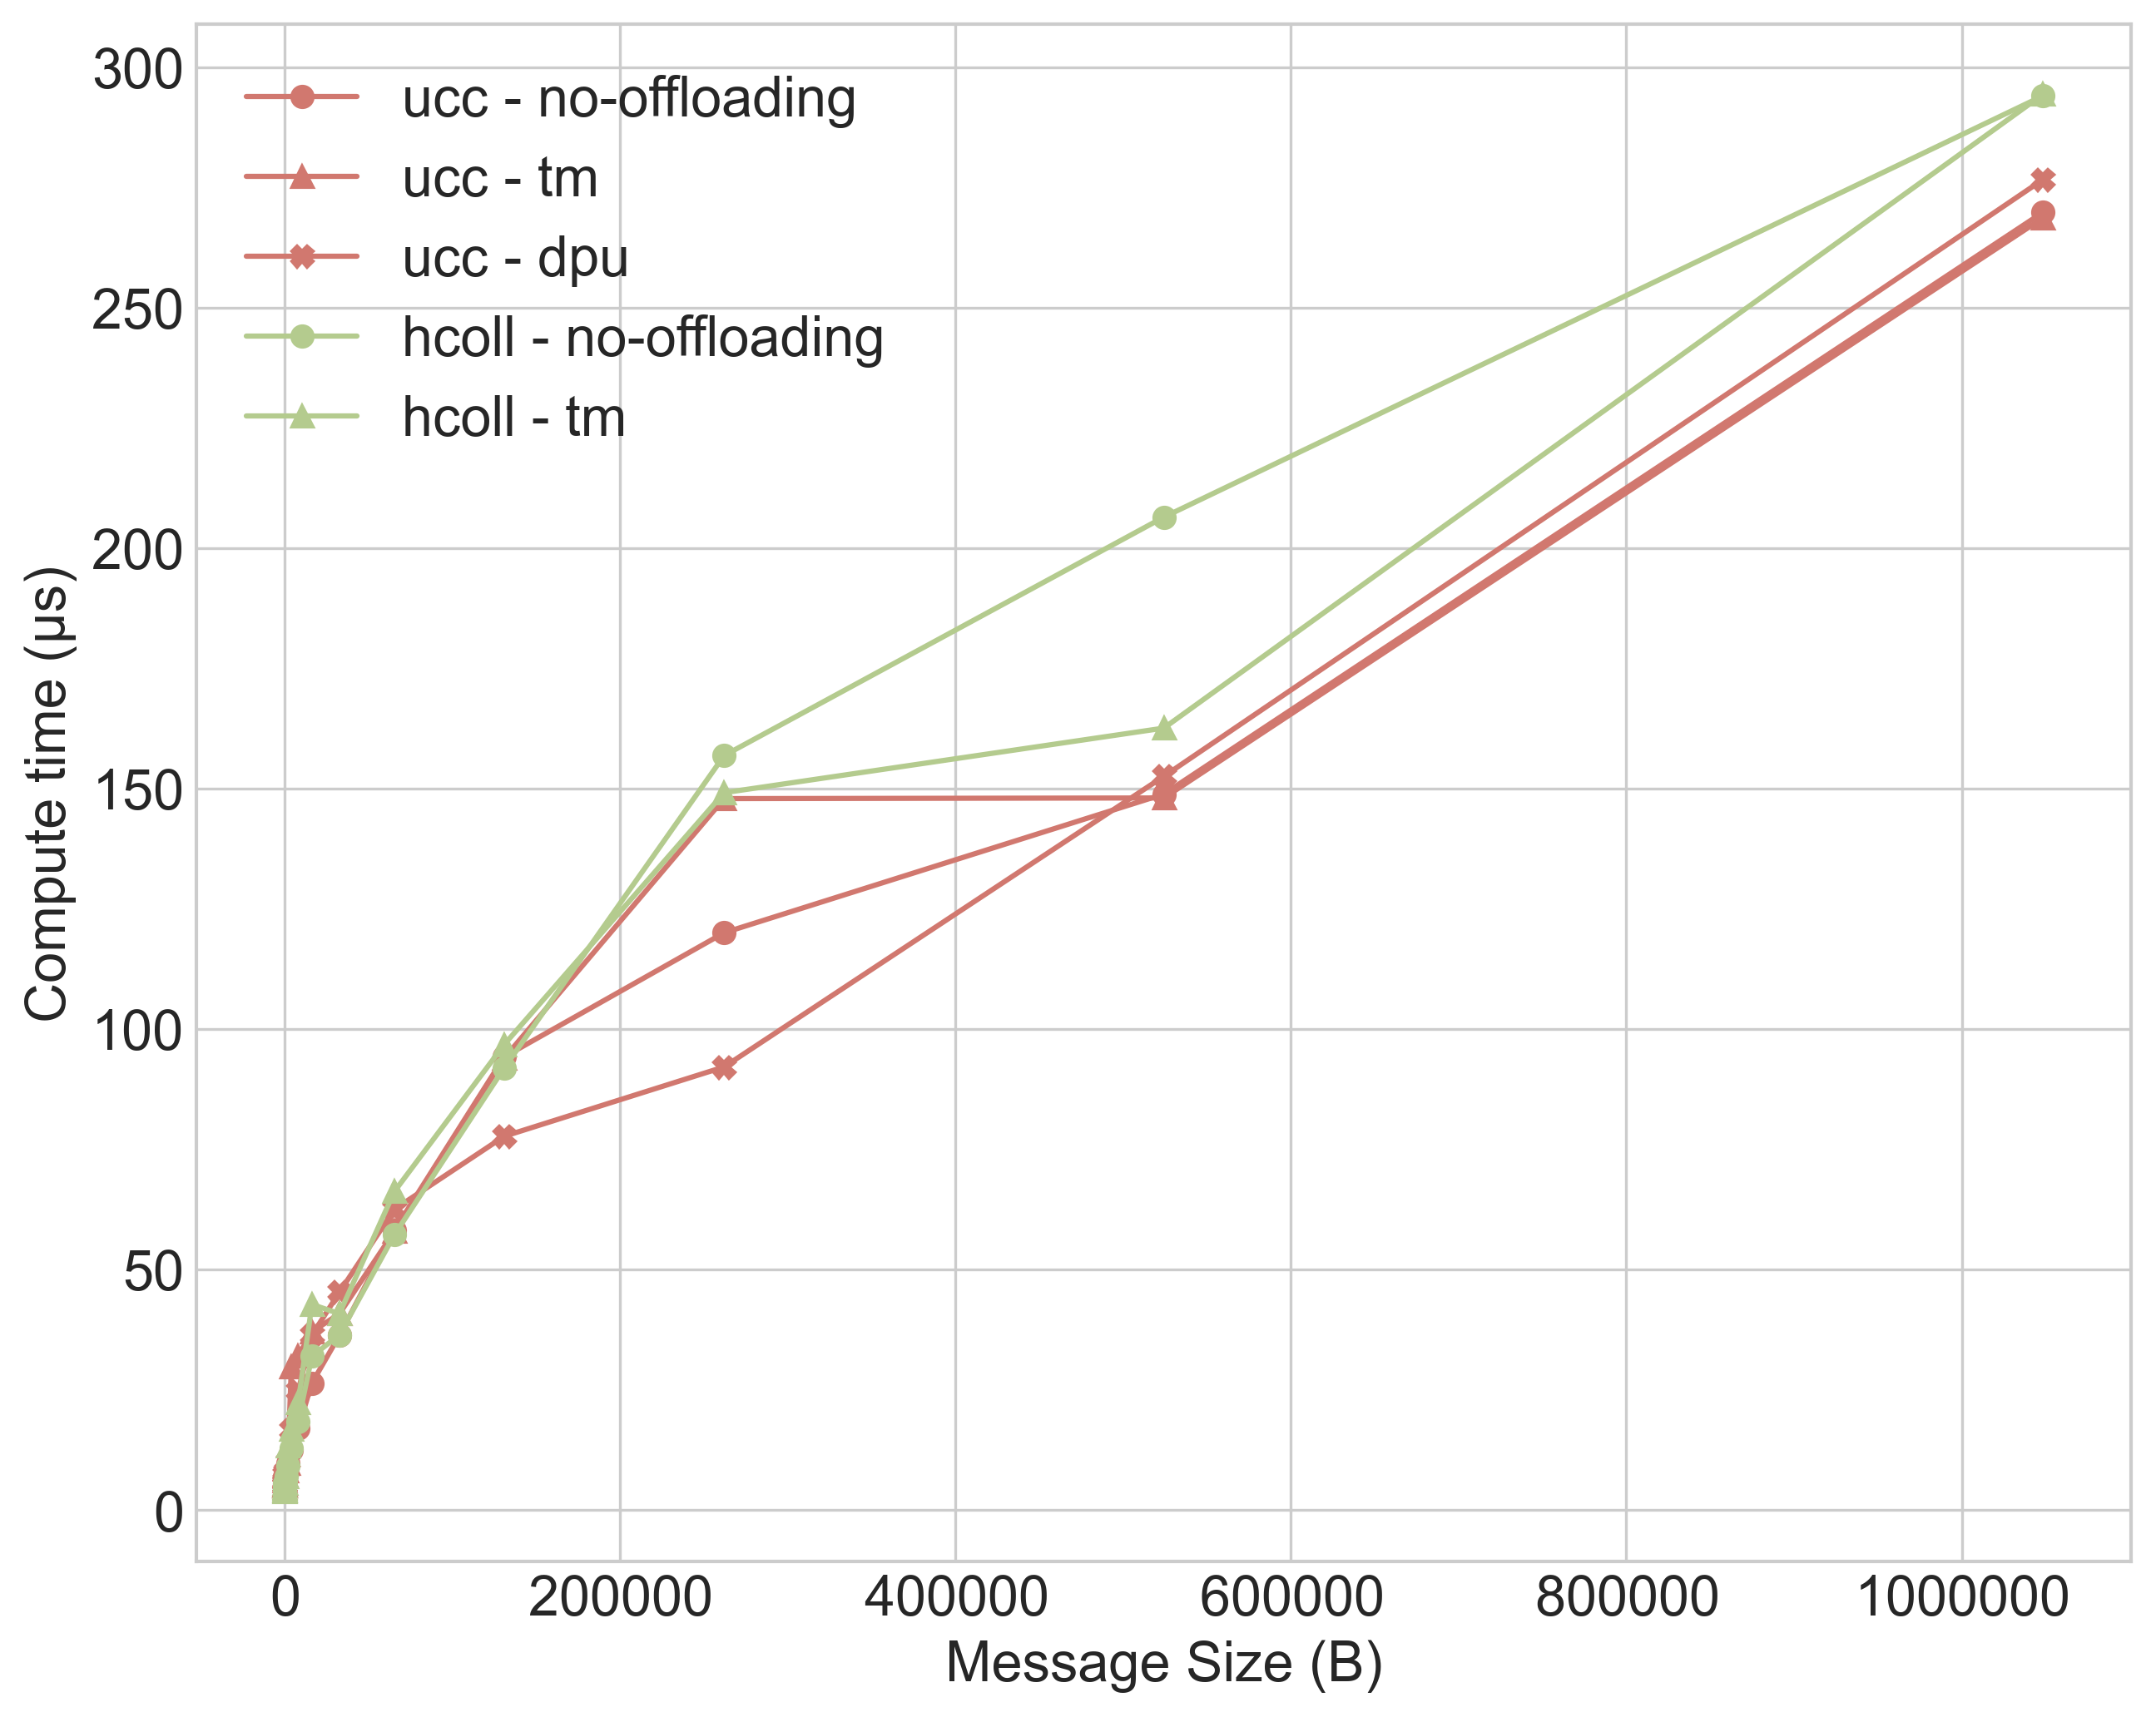 300
250
200
150
100
50
0
Compute time (µs)
ucc - no-offloading
ucc - tm
ucc - dpu
hcoll - no-offloading
hcoll - tm
0 200000 400000 600000 800000 1000000
Message Size (B)